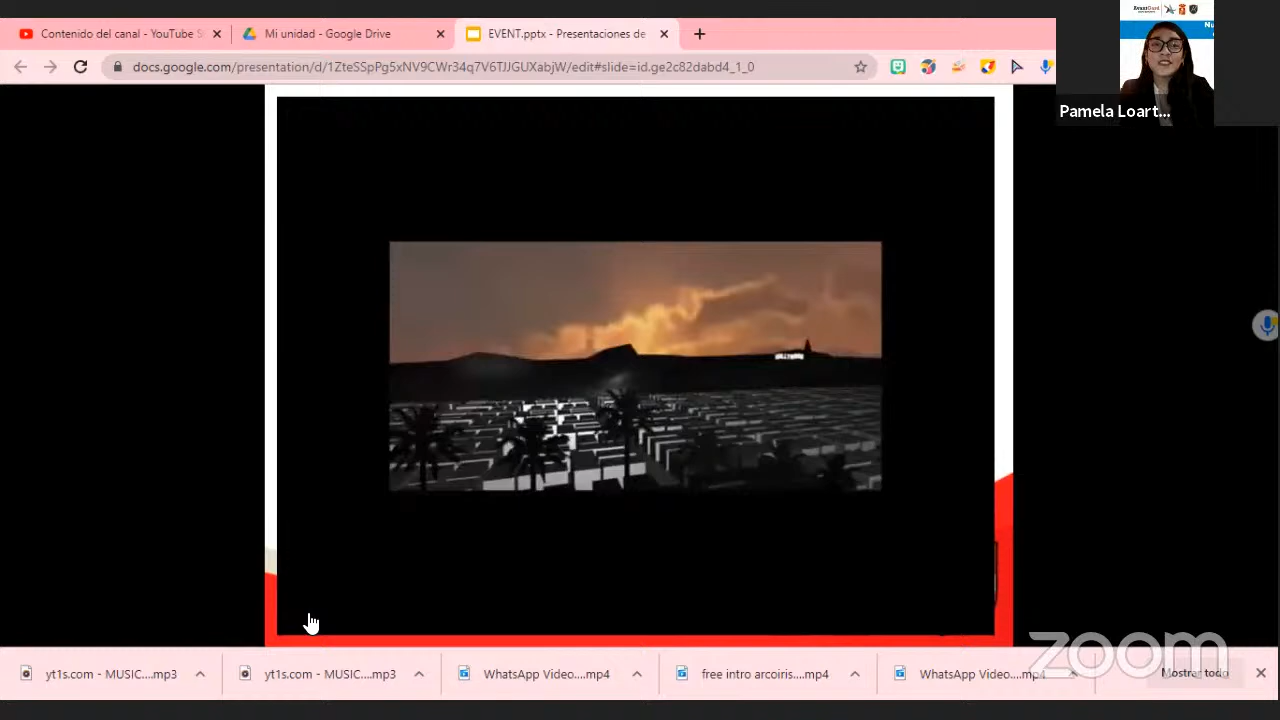 Contenido del canal - YouTube S
Mi unidad - Google Drive
EVENT.pptx - Presentaciones de
docs.google.com/presentation/d/1ZteSSpPg5xNV9CWr34t7V6TJJGUXabjW/edit#slide=id.ge2c82dabd4_1_0
Pamela Loart...
HOLLYWOOD
yt1s.com - MUSIC....mp3
yt1s.com - MUSIC....mp3
WhatsApp Video....mp4
free intro arcoiris....mp4
WhatsApp Video....mp4
Mostrar todo
zoom